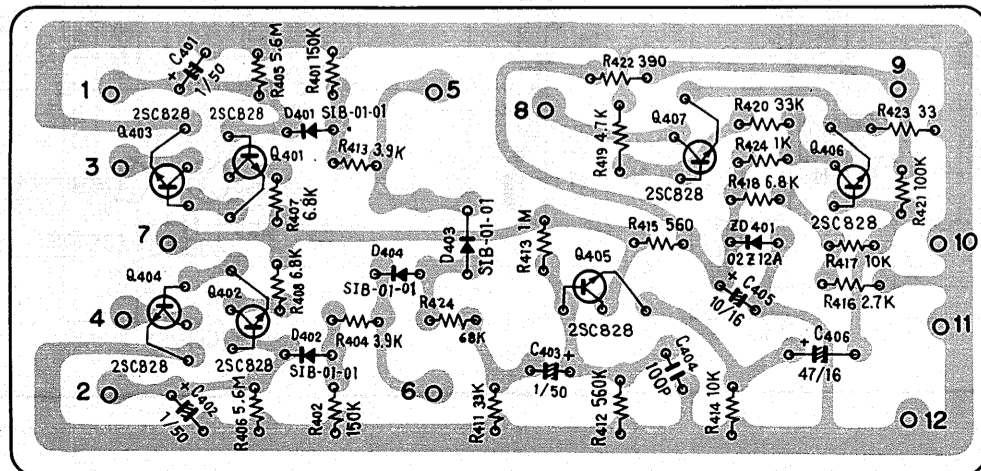 C401
1/50
R405 5.6M
R401 150K
1
2SC828
2SC828
D401
SIB-01-01
Q403
Q401
3
R413 3.9K
R407
6.8K
5
7
D403
SIB-01-01
Q404
Q402
R408 6.8K
D404
SIB-01-01
4
R424
68K
2SC828
2SC828
D402
SIB-01-01
R404 3.9K
2
C402
1/50
R406 5.6M
R402
150K
6
R411 33K
R422 390
8
R419 4.7K
Q407
2SC828
R420 33K
R424 1K
R418 6.8K
9
R423 33
Q406
2SC828
R421 100K
R413 1M
R415 560
ZD401
02Z12A
10
R417 10K
R416 2.7K
Q405
2SC828
C405
10/16
11
C403
+
1/50
C404
100P
C406
+
47/16
R412 560K
R414 10K
12